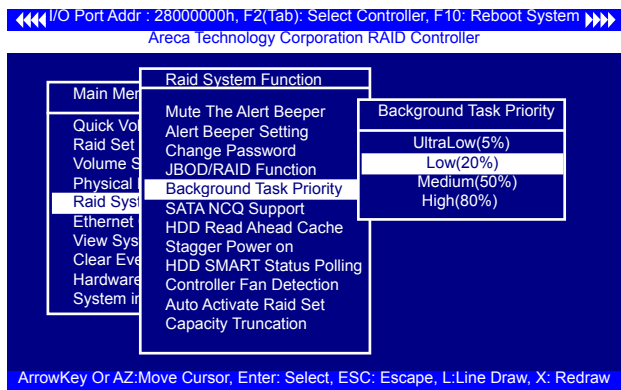 I/O Port Addr : 28000000h, F2(Tab): Select Controller, F10: Reboot System
Areca Technology Corporation RAID Controller
Main Men
Quick Vol
Raid Set
Volume S
Physical
Raid Syst
Ethernet
View Sys
Clear Eve
Hardware
System in
Raid System Function
Mute The Alert Beeper
Alert Beeper Setting
Change Password
JBOD/RAID Function
Background Task Priority
SATA NCQ Support
HDD Read Ahead Cache
Stagger Power on
HDD SMART Status Polling
Controller Fan Detection
Auto Activate Raid Set
Capacity Truncation
Background Task Priority
UltraLow(5%)
Low(20%)
Medium(50%)
High(80%)
ArrowKey Or AZ:Move Cursor, Enter: Select, ESC: Escape, L:Line Draw, X: Redraw